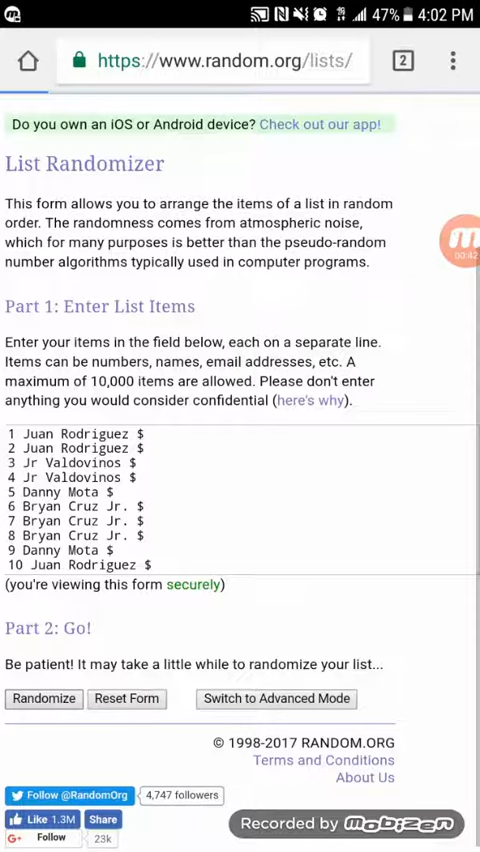 47% 4:02 PM
https://www.random.org/lists/
2
Do you own an iOS or Android device? Check out our app!
List Randomizer
This form allows you to arrange the items of a list in random
order. The randomness comes from atmospheric noise,
which for many purposes is better than the pseudo-random
number algorithms typically used in computer programs.
00:42
Part 1: Enter List Items
Enter your items in the field below, each on a separate line.
Items can be numbers, names, email addresses, etc. A
maximum of 10,000 items are allowed. Please don't enter
anything you would consider confidential (here's why).
1 Juan Rodriguez $
2 Juan Rodriguez $
3 Jr Valdovinos $
4 Jr Valdovinos $
5 Danny Mota $
6 Bryan Cruz Jr. $
7 Bryan Cruz Jr. $
8 Bryan Cruz Jr. $
9 Danny Mota $
10 Juan Rodriguez $
(you're viewing this form securely)
Part 2: Go!
Be patient! It may take a little while to randomize your list...
Randomize Reset Form Switch to Advanced Mode
© 1998-2017 RANDOM.ORG
Terms and Conditions
About Us
Follow @RandomOrg 4,747 followers
Like 1.3M Share
G+ Follow 23k
Recorded by mobizen